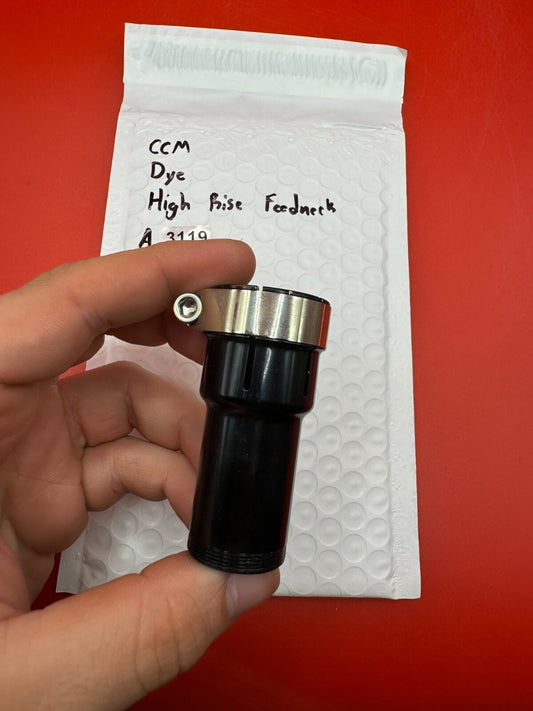 CCM
Dye
High Rise Feedneck
A 3119